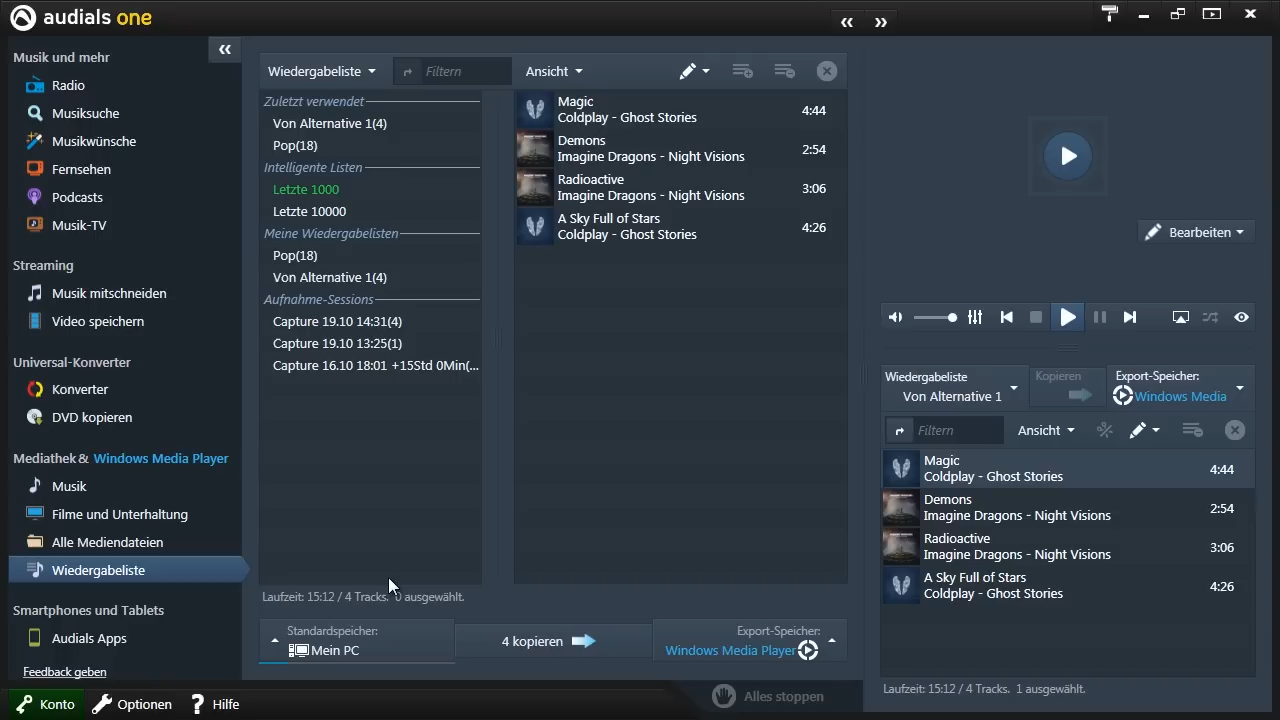 audials one
Musik und mehr
Radio
Musiksuche
Musikwünsche
Fernsehen
Podcasts
Musik-TV
Streaming
Musik mitschneiden
Video speichern
Universal-Konverter
Konverter
DVD kopieren
Mediathek & Windows Media Player
Musik
Filme und Unterhaltung
Alle Mediendateien
Wiedergabeliste
Smartphones und Tablets
Audials Apps
Feedback geben
Konto
Optionen
Hilfe
Wiedergabeliste
Filtern
Ansicht
Zuletzt verwendet
Von Alternative 1(4)
Pop(18)
Intelligente Listen
Letzte 1000
Letzte 10000
Meine Wiedergabelisten
Pop(18)
Von Alternative 1(4)
Aufnahme-Sessions
Capture 19.10 14:31(4)
Capture 19.10 13:25(1)
Capture 16.10 18:01 +15Std 0Min(...
Magic
Coldplay - Ghost Stories
4:44
Demons
Imagine Dragons - Night Visions
2:54
Radioactive
Imagine Dragons - Night Visions
3:06
A Sky Full of Stars
Coldplay - Ghost Stories
4:26
Laufzeit: 15:12 / 4 Tracks. 0 ausgewählt.
Standardspeicher:
Mein PC
4 kopieren
Export-Speicher:
Windows Media Player
Alles stoppen
Bearbeiten
Wiedergabeliste
Von Alternative 1
Kopieren
Export-Speicher:
Windows Media
Filtern
Ansicht
Magic
Coldplay - Ghost Stories
4:44
Demons
Imagine Dragons - Night Visions
2:54
Radioactive
Imagine Dragons - Night Visions
3:06
A Sky Full of Stars
Coldplay - Ghost Stories
4:26
Laufzeit: 15:12 / 4 Tracks. 1 ausgewählt.